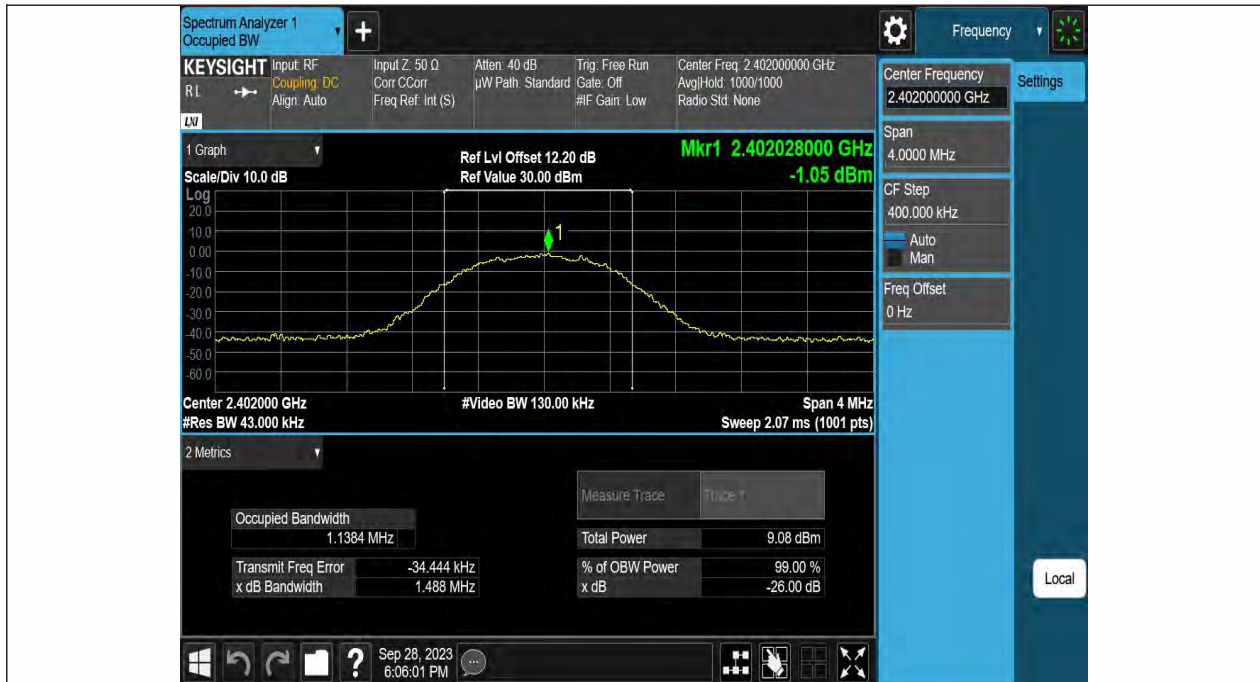 Spectrum Analyzer 1
Occupied BW
+
Frequency
KEYSIGHT
RL
LXI
Input: RF
Coupling: DC
Align: Auto
Input Z: 50 Ω
Corr CCorr
Freq Ref: Int (S)
Atten: 40 dB
µW Path: Standard
Trig: Free Run
Gate: Off
#IF Gain: Low
Center Freq: 2.402000000 GHz
Avg|Hold: 1000/1000
Radio Std: None
Center Frequency
2.402000000 GHz
Settings
Span
4.0000 MHz
CF Step
400.000 kHz
Auto
Man
Freq Offset
0 Hz
1 Graph
Scale/Div 10.0 dB
Ref Lvl Offset 12.20 dB
Ref Value 30.00 dBm
Mkr1 2.402028000 GHz
-1.05 dBm
Log
20.0
10.0
0.00
-10.0
-20.0
-30.0
-40.0
-50.0
-60.0
1
Center 2.402000 GHz
#Res BW 43.000 kHz
#Video BW 130.00 kHz
Span 4 MHz
Sweep 2.07 ms (1001 pts)
2 Metrics
Measure Trace Trace 1
Occupied Bandwidth
1.1384 MHz
Total Power 9.08 dBm
Transmit Freq Error -34.444 kHz
% of OBW Power 99.00 %
x dB Bandwidth 1.488 MHz
x dB -26.00 dB
Local
?
Sep 28, 2023
6:06:01 PM